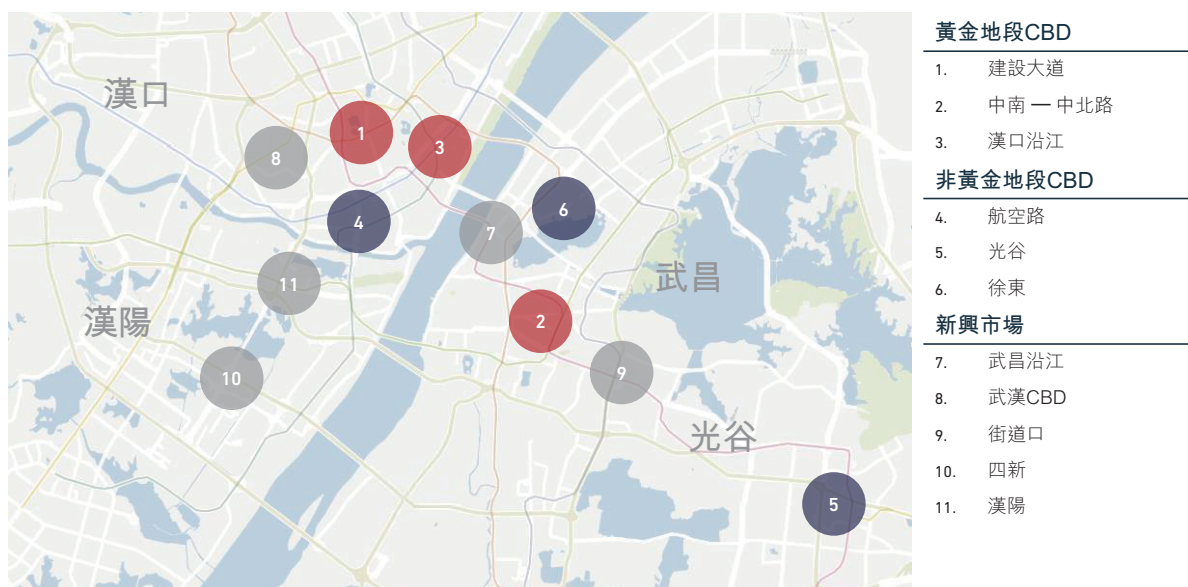 漢口
漢陽
武昌
光谷
1
3
8
4
6
7
11
2
10
9
5
黃金地段CBD
1. 建設大道
2. 中南 — 中北路
3. 漢口沿江
非黃金地段CBD
4. 航空路
5. 光谷
6. 徐東
新興市場
7. 武昌沿江
8. 武漢CBD
9. 街道口
10. 四新
11. 漢陽